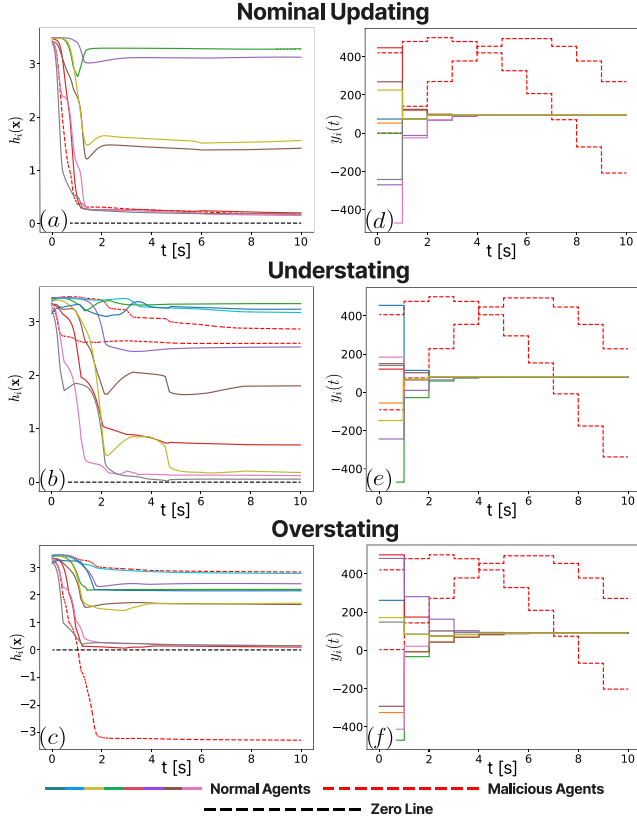 Nominal Updating
h_i(x)
3
2
1
0
(a)
0 2 4 6 8 10
t [s]
y_i(t)
400
200
0
−200
−400
(d)
0 2 4 6 8 10
t [s]
Understating
h_i(x)
3
2
1
0
(b)
0 2 4 6 8 10
t [s]
y_i(t)
400
200
0
−200
−400
(e)
0 2 4 6 8 10
t [s]
Overstating
h_i(x)
3
2
1
0
−1
−2
−3
(c)
0 2 4 6 8 10
t [s]
y_i(t)
400
200
0
−200
−400
(f)
0 2 4 6 8 10
t [s]
Normal Agents
Malicious Agents
Zero Line